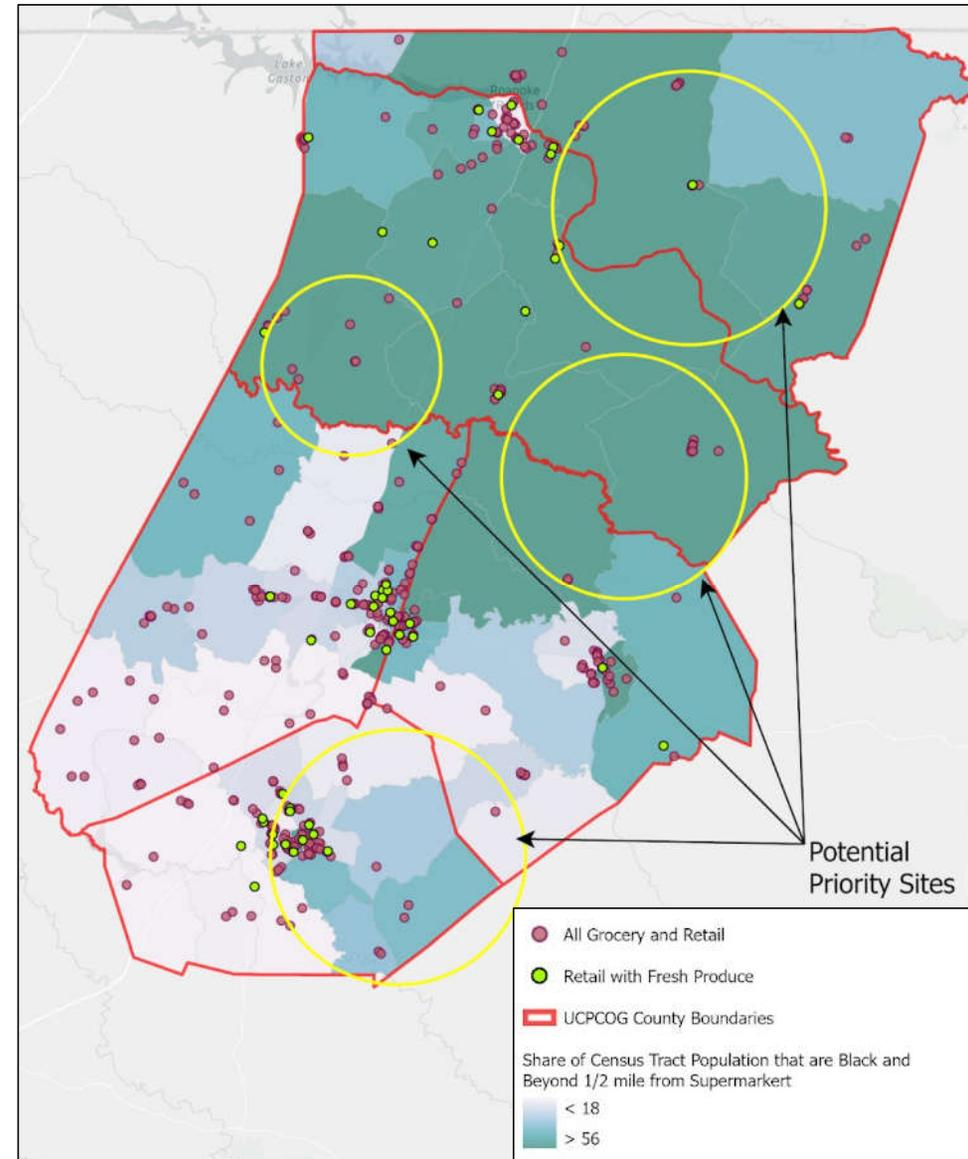 Lake
Gaston
Roanoke
Rapids
Potential
Priority Sites
All Grocery and Retail
Retail with Fresh Produce
UCPCOG County Boundaries
Share of Census Tract Population that are Black and
Beyond 1/2 mile from Supermarkert
< 18
> 56